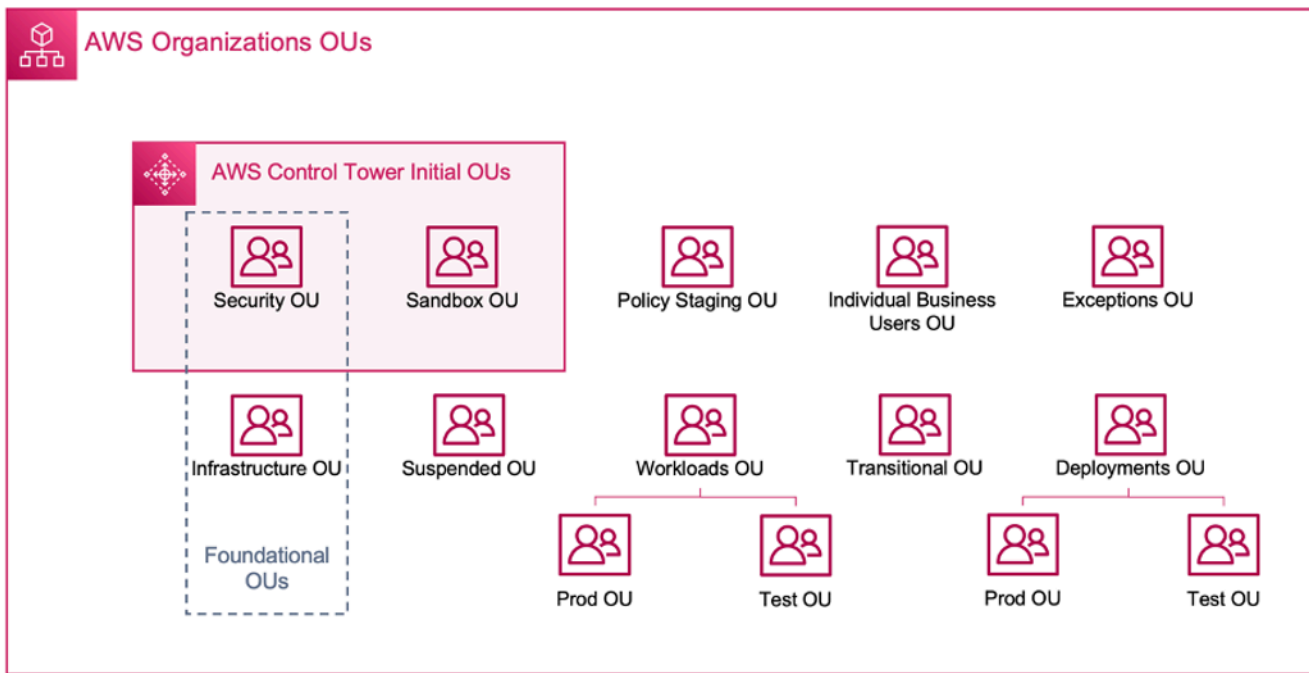 AWS Organizations OUs
AWS Control Tower Initial OUs
Security OU
Sandbox OU
Policy Staging OU
Individual Business
Users OU
Exceptions OU
Infrastructure OU
Suspended OU
Workloads OU
Transitional OU
Deployments OU
Foundational
OUs
Prod OU
Test OU
Prod OU
Test OU